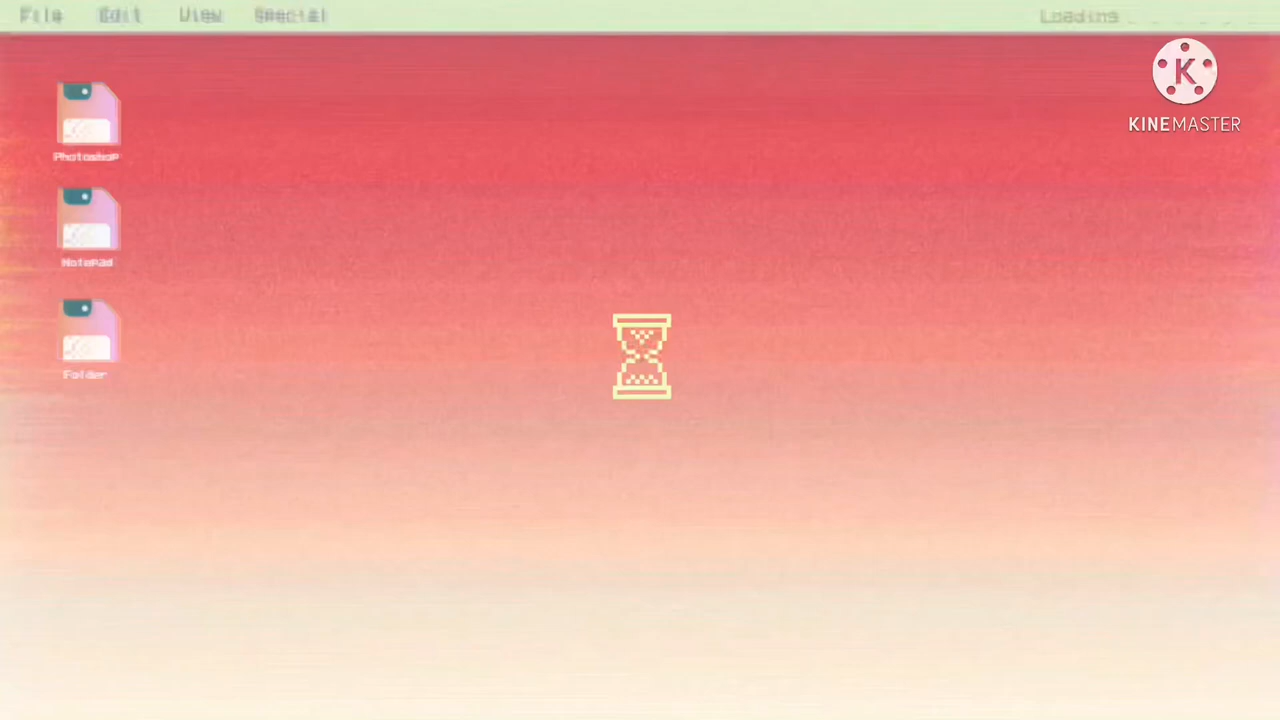 File Edit View Special Loading . . . . . . .
KINEMASTER
Photoshop
Notepad
Folder